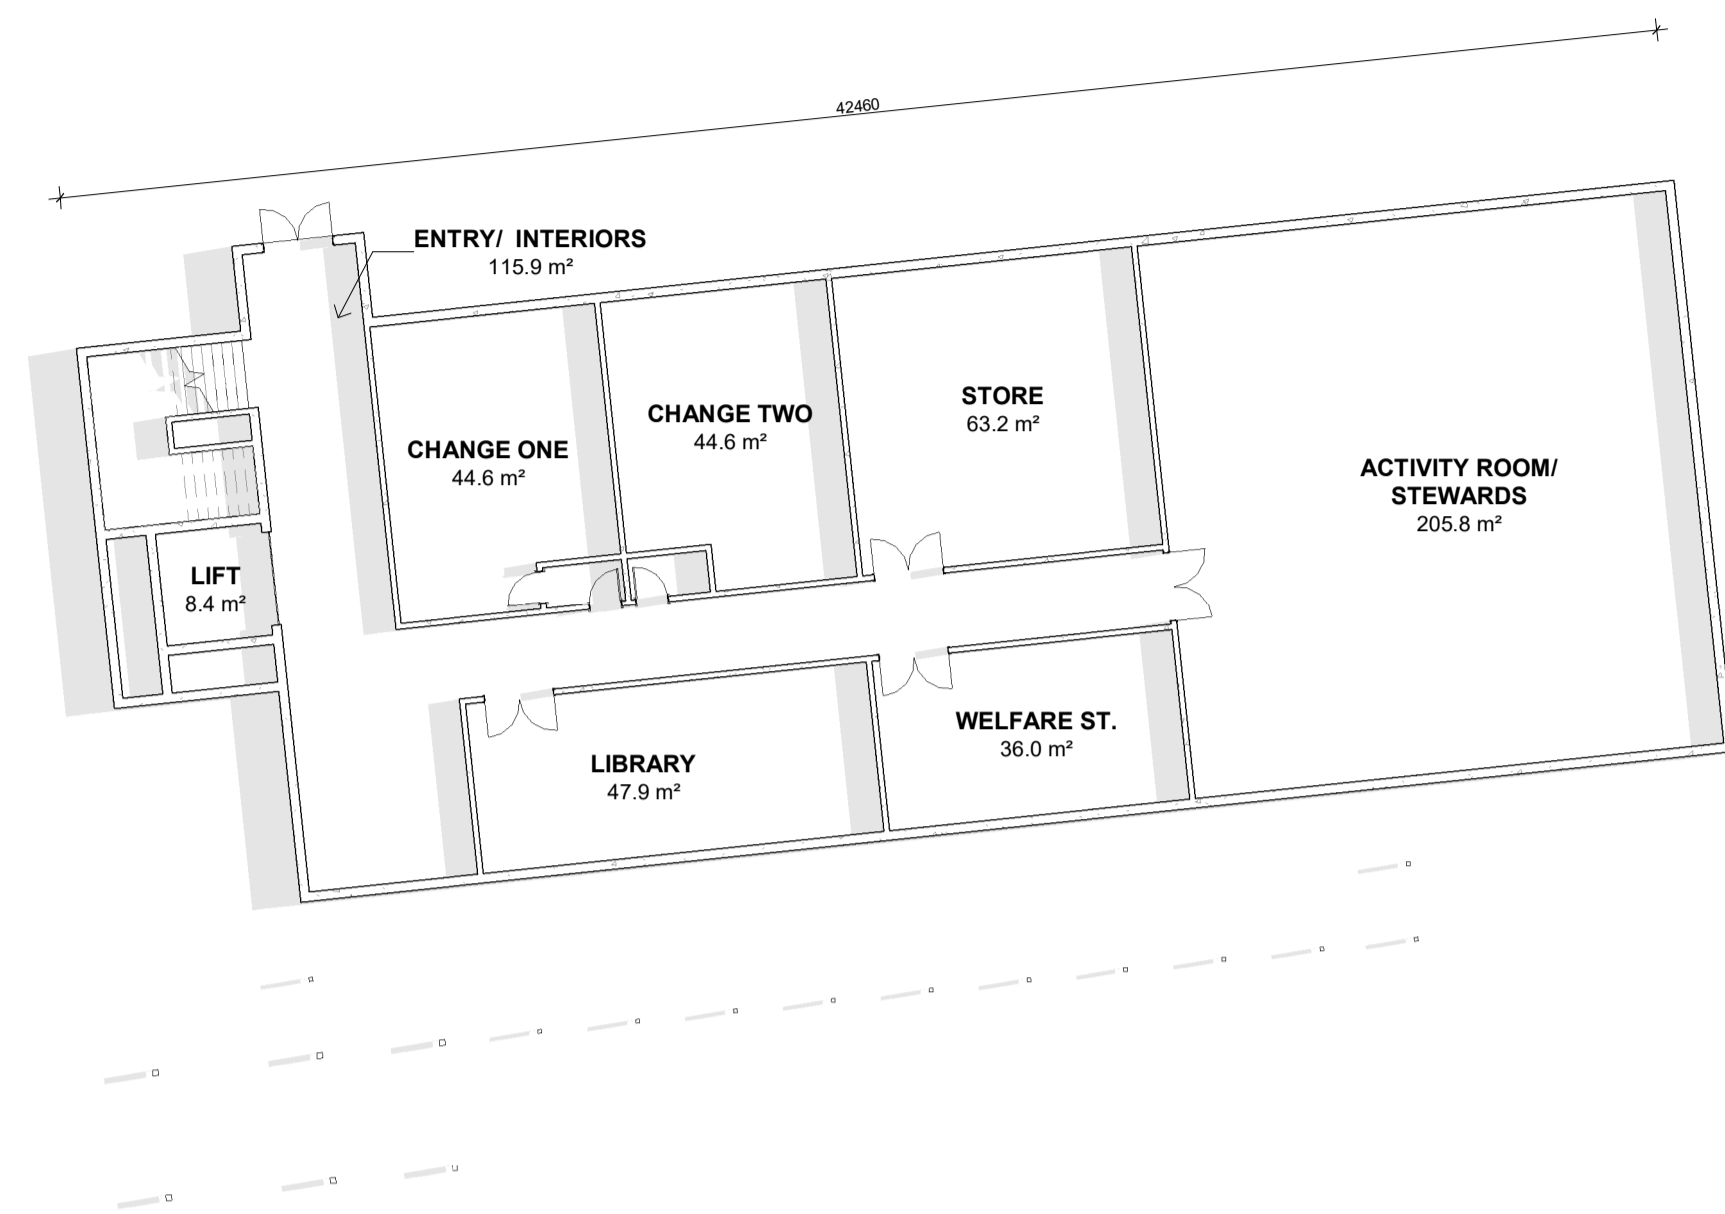 42460
ENTRY/ INTERIORS
115.9 m²
CHANGE ONE
44.6 m²
CHANGE TWO
44.6 m²
STORE
63.2 m²
ACTIVITY ROOM/
STEWARDS
205.8 m²
LIFT
8.4 m²
LIBRARY
47.9 m²
WELFARE ST.
36.0 m²